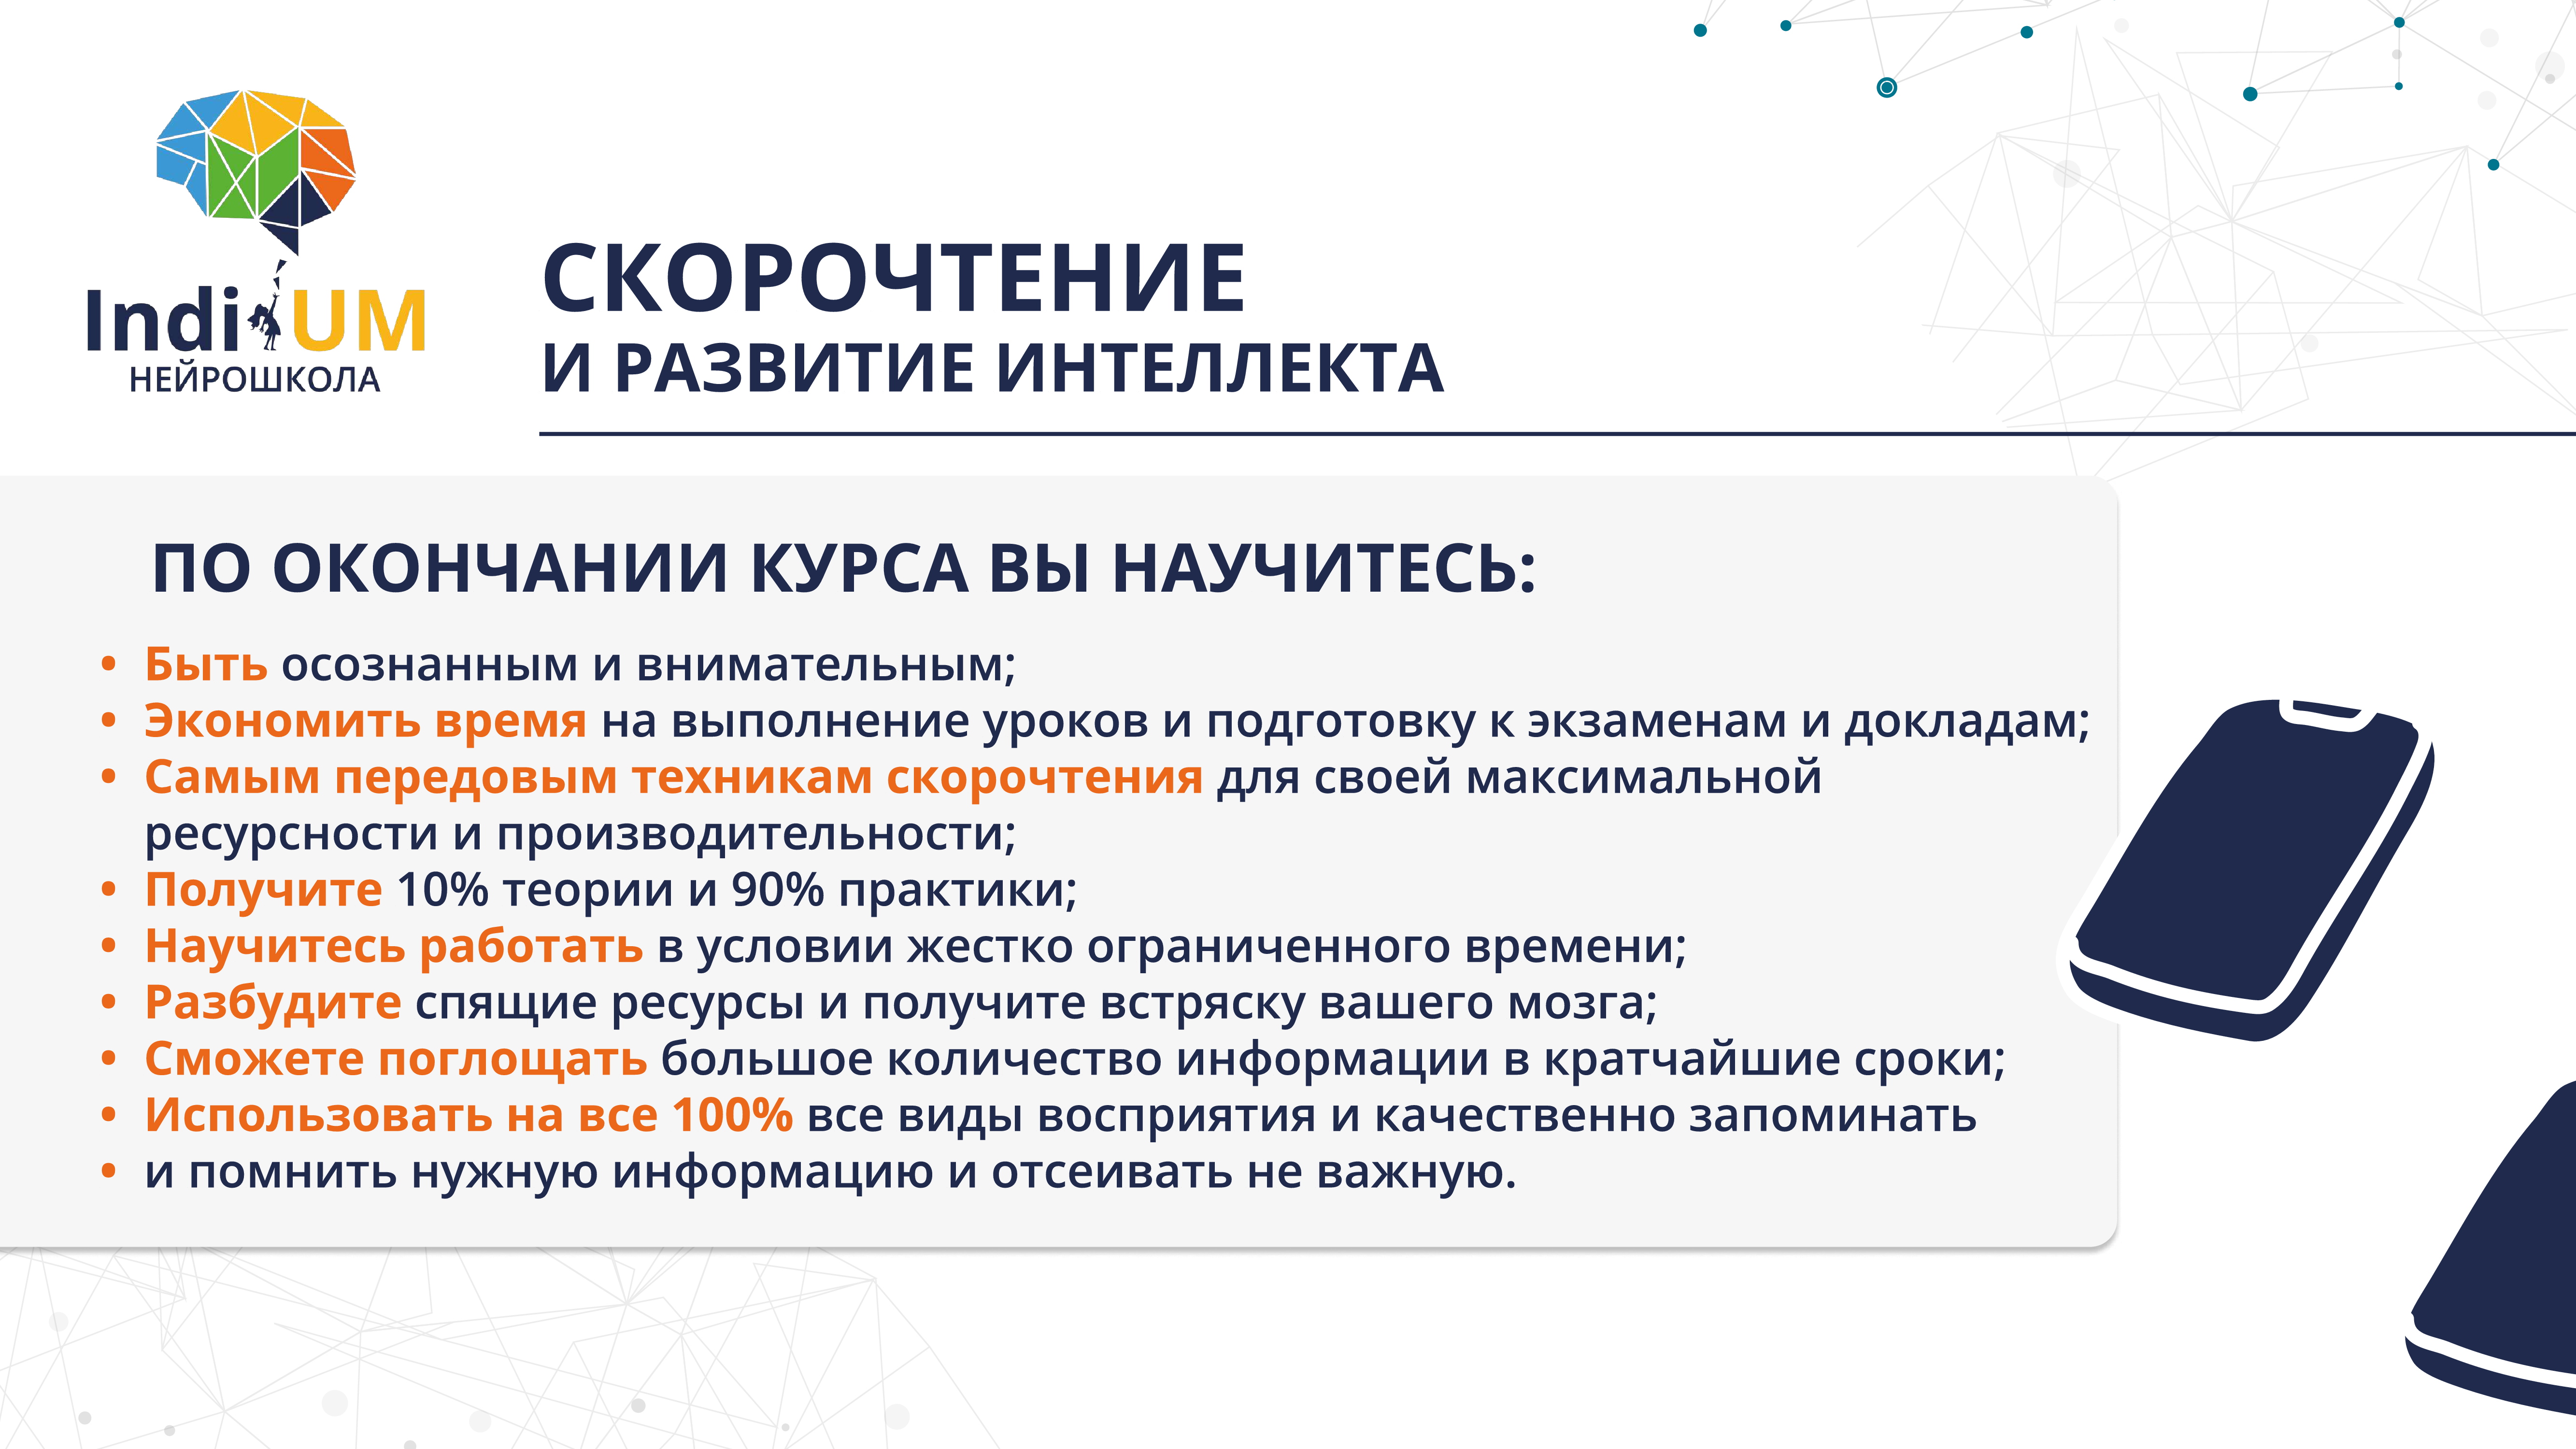 IndiUM
НЕЙРОШКОЛА
СКОРОЧТЕНИЕ
И РАЗВИТИЕ ИНТЕЛЛЕКТА
ПО ОКОНЧАНИИ КУРСА ВЫ НАУЧИТЕСЬ:
• Быть осознанным и внимательным;
• Экономить время на выполнение уроков и подготовку к экзаменам и докладам;
• Самым передовым техникам скорочтения для своей максимальной
ресурсности и производительности;
• Получите 10% теории и 90% практики;
• Научитесь работать в условии жестко ограниченного времени;
• Разбудите спящие ресурсы и получите встряску вашего мозга;
• Сможете поглощать большое количество информации в кратчайшие сроки;
• Использовать на все 100% все виды восприятия и качественно запоминать
• и помнить нужную информацию и отсеивать не важную.